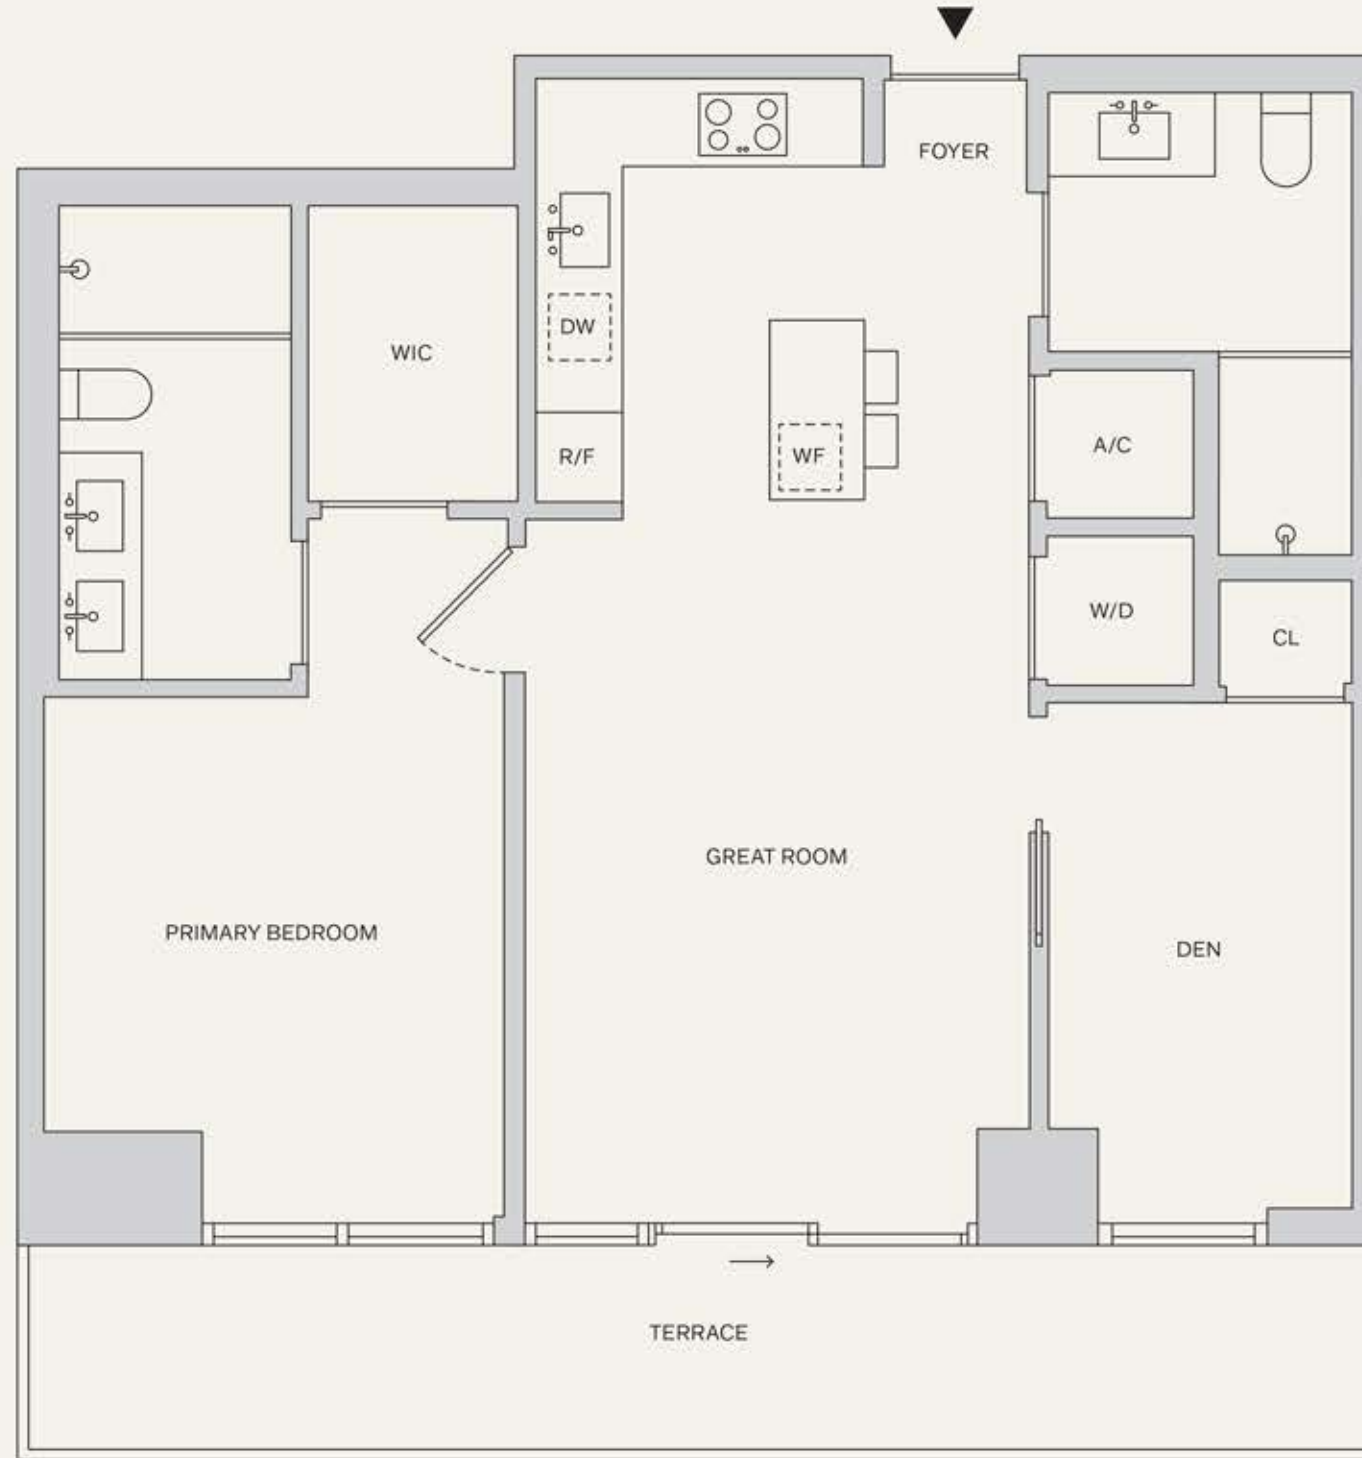 FOYER
DW
WIC
A/C
R/F
WF
W/D
CL
GREAT ROOM
PRIMARY BEDROOM
DEN
TERRACE